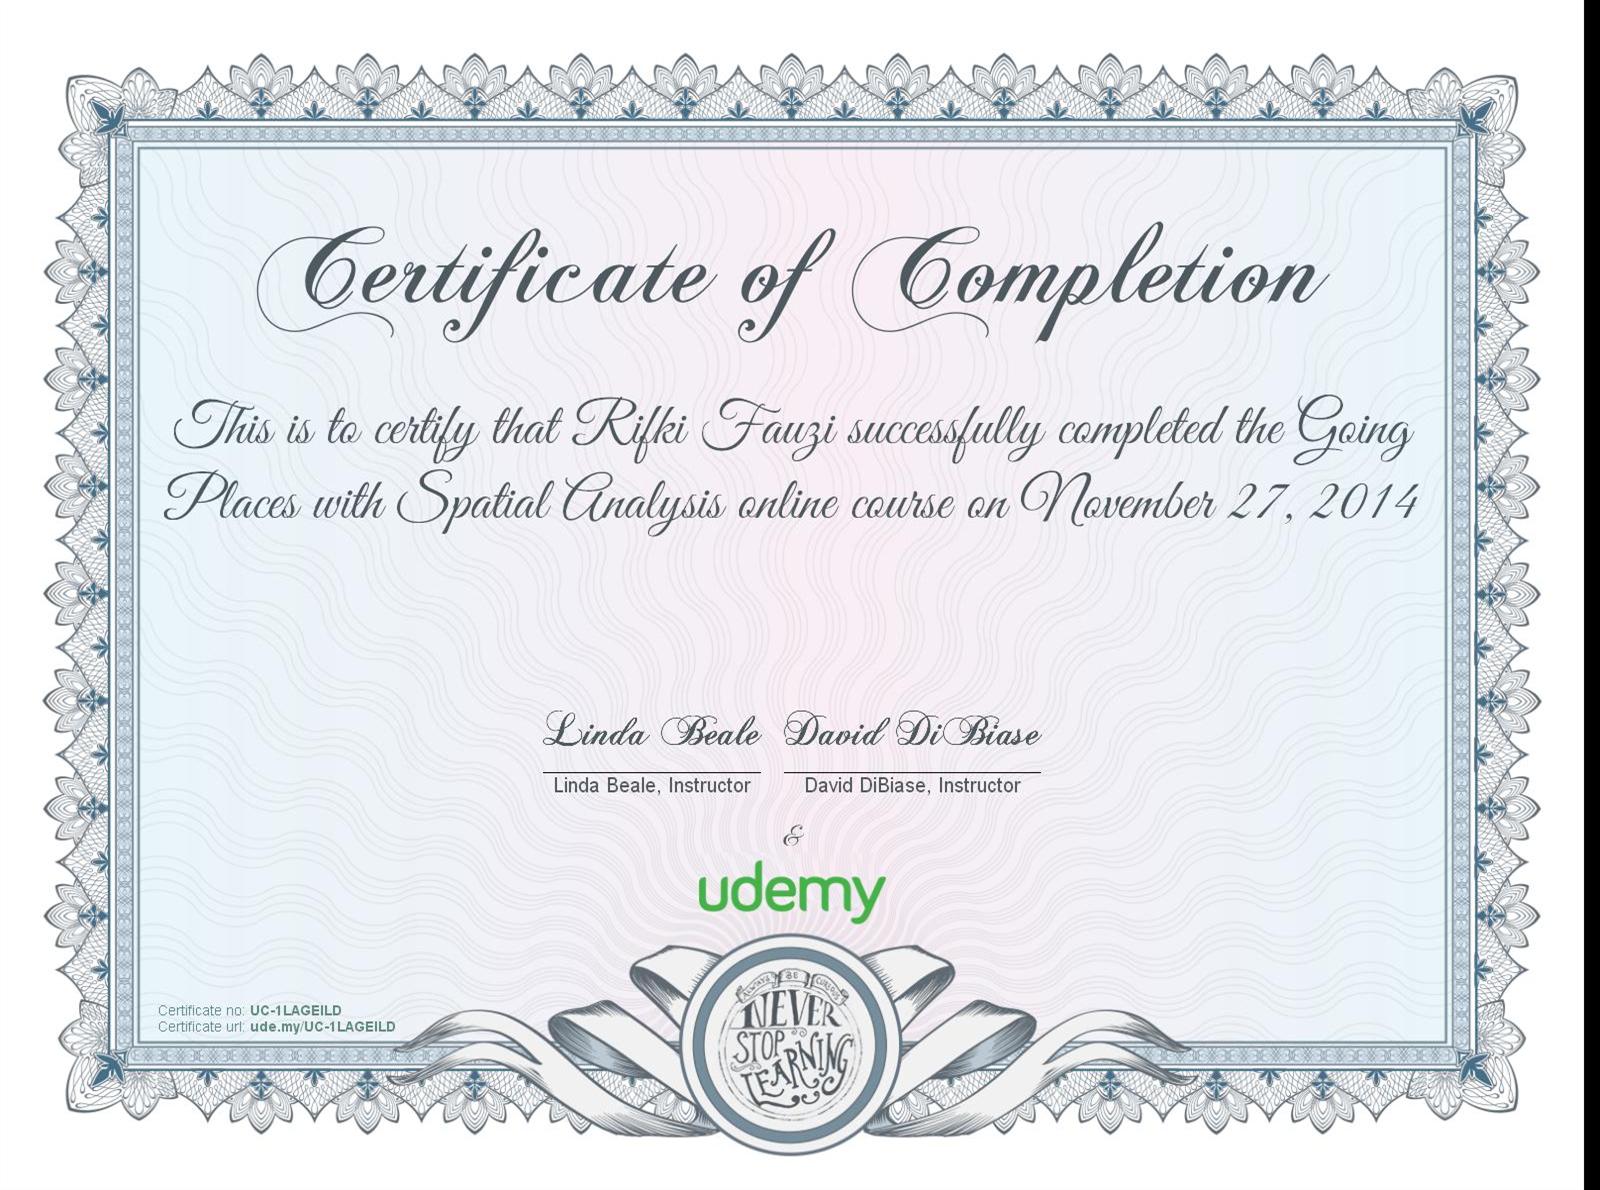 Certificate of Completion
This is to certify that Rifki Fauzi successfully completed the Going
Places with Spatial Analysis online course on November 27, 2014
Linda Beale David DiBiase
Linda Beale, Instructor David DiBiase, Instructor
&
udemy
ALWAYS BE CURIOUS
NEVER
STOP
LEARNING
Certificate no: UC-1LAGEILD
Certificate url: ude.my/UC-1LAGEILD